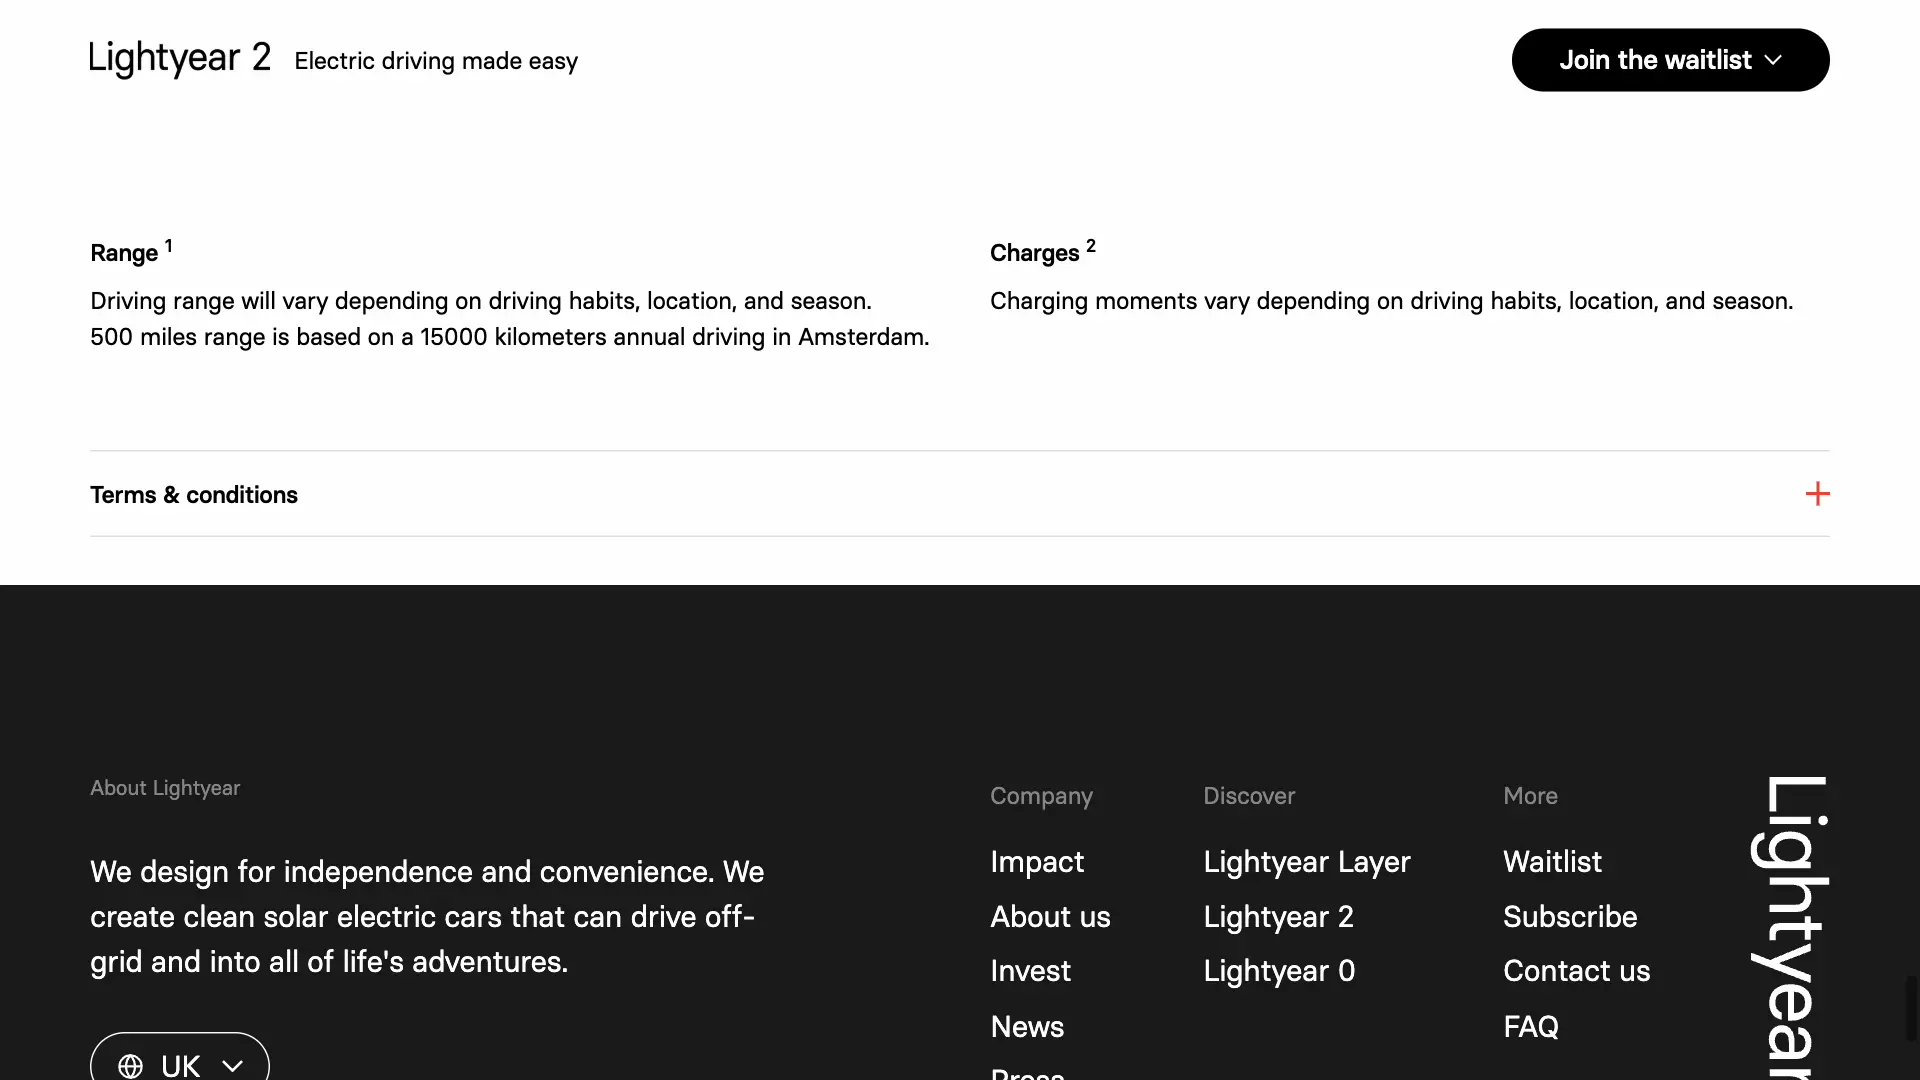 Lightyear 2 Electric driving made easy
Join the waitlist
Range 1
Driving range will vary depending on driving habits, location, and season.
500 miles range is based on a 15000 kilometers annual driving in Amsterdam.
Charges 2
Charging moments vary depending on driving habits, location, and season.
Terms & conditions
About Lightyear
We design for independence and convenience. We
create clean solar electric cars that can drive off-
grid and into all of life's adventures.
UK
Company
Impact
About us
Invest
News
Press
Discover
Lightyear Layer
Lightyear 2
Lightyear 0
More
Waitlist
Subscribe
Contact us
FAQ
Lightyear